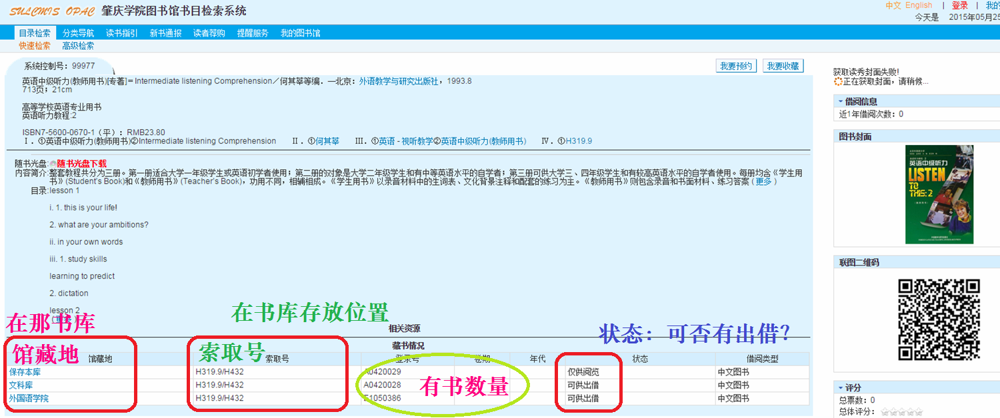 SULCMIS OPAC 肇庆学院图书馆书目检索系统
中文 English | 登录 | 我的
今天是 2015年05月25
目录检索 分类导航 读书指引 新书通报 读者荐购 提醒服务 我的图书馆
快速检索 高级检索
系统控制号：99977
我要预约 我要收藏
英语中级听力(教师用书)[专著]＝Intermediate listening Comprehension／何其莘等编．—北京：外语教学与研究出版社，1993.8
713页；21cm
高等学校英语专业用书
英语听力教程:2
ISBN7-5600-0670-1（平）：RMB23.80
Ⅰ．①英语中级听力(教师用书)②Intermediate listening Comprehension Ⅱ．①何其莘 Ⅲ．①英语－视听教学②英语中级听力(教师用书) Ⅳ．①H319.9
随书光盘:随书光盘下载
内容简介:整套教程共分为三册。第一册适合大学一年级学生或英语初学者使用；第二册的对象是大学二年级学生和有中等英语水平的自学者；第三册可供大学三、四年级学生和有较高英语水平的自学者使用。每册均含《学生用
书》(Student's Book)和《教师用书》(Teacher's Book)，功用不同，相辅相成。《学生用书》以录音材料中的生词表、文化背景注释和配套的练习为主。《教师用书》则包含录音和书面材料、练习答案 ( 更多 )
目录:lesson 1
i. 1. this is your life!
2. what are your ambitions?
ii. in your own words
iii. 1. study skills
learning to predict
2. dictation
lesson 2
在那书库
在书库存放位置
相关资源
状态：可否有出借？
藏书情况
馆藏地 馆藏地 索取号 索取号 登录号 卷期 年代 状态 借阅类型
保存本库 H319.9/H432 A0420029 仅供阅览 中文图书
文科库 H319.9/H432 A0420028 可供出借 中文图书
外国语学院 H319.9/H432 E1050386 可供出借 中文图书
有书数量
获取读秀封面失败!
正在获取封面，请稍候...
借阅信息
近1年借阅次数：0
图书封面
英语中级听力
LISTEN
TO
THIS:2
联图二维码
评分
总票数：0
总体评分：